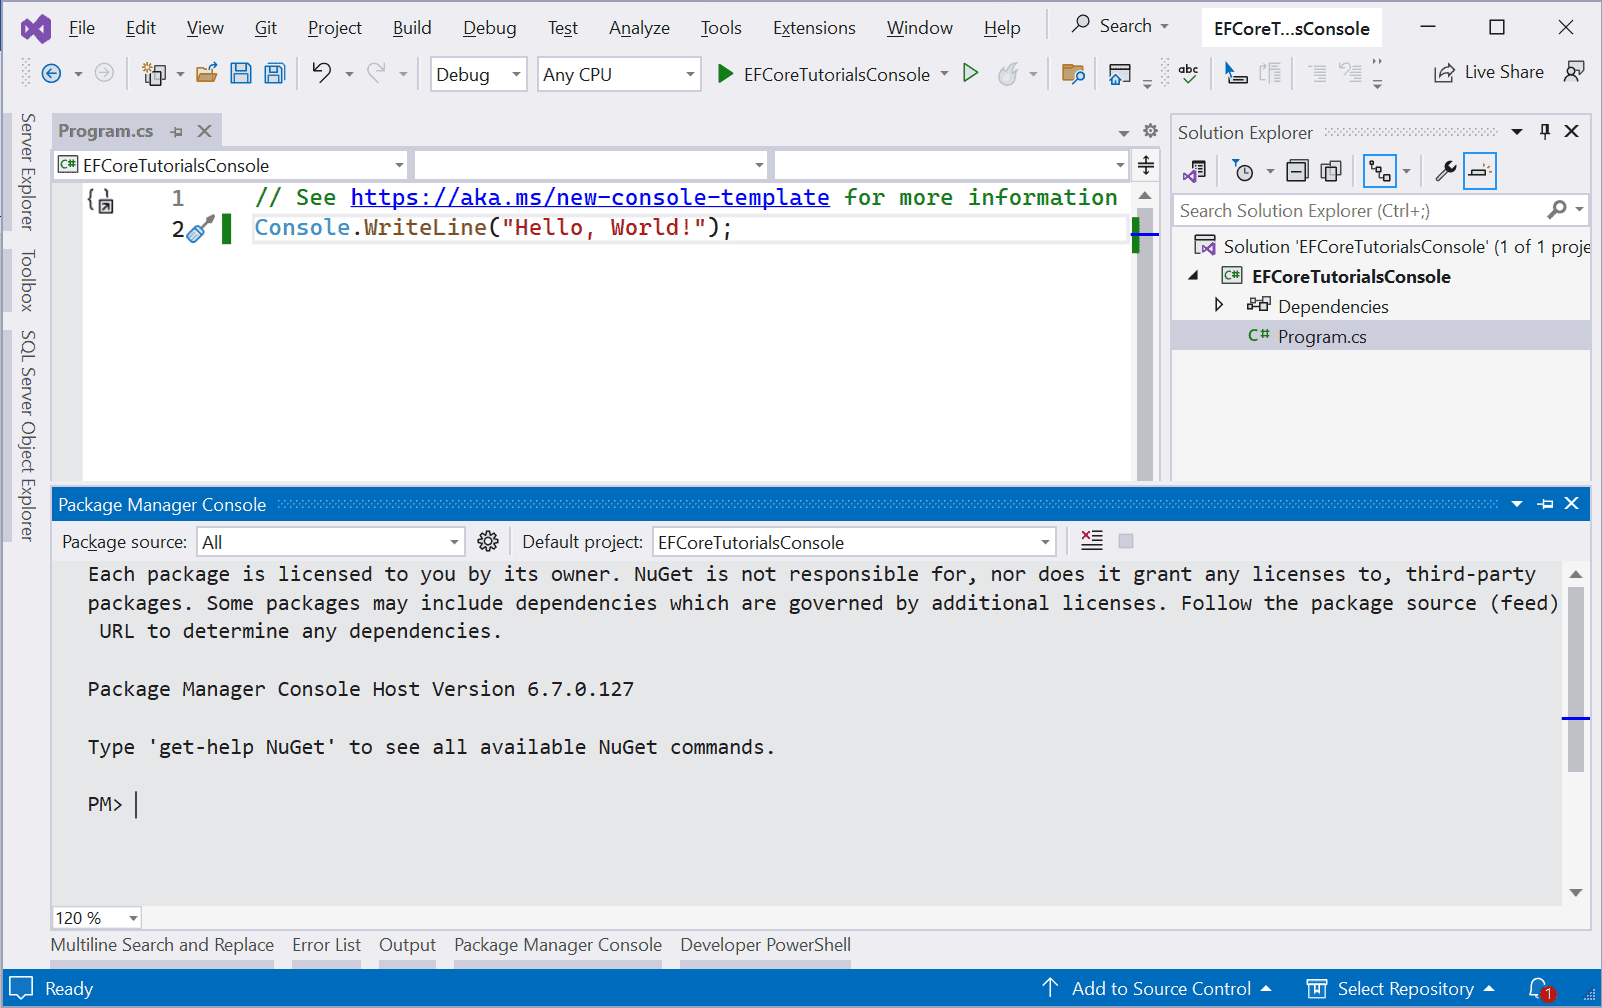 File Edit View Git Project Build Debug Test Analyze Tools Extensions Window Help Search EFCoreT...sConsole
Debug Any CPU EFCoreTutorialsConsole abc Live Share
Server Explorer
Toolbox
SQL Server Object Explorer
Program.cs
C# EFCoreTutorialsConsole
1 // See https://aka.ms/new-console-template for more information
2 Console.WriteLine("Hello, World!");
Solution Explorer
Search Solution Explorer (Ctrl+;)
Solution 'EFCoreTutorialsConsole' (1 of 1 proje
C# EFCoreTutorialsConsole
Dependencies
C# Program.cs
Package Manager Console
Package source: All Default project: EFCoreTutorialsConsole
Each package is licensed to you by its owner. NuGet is not responsible for, nor does it grant any licenses to, third-party
packages. Some packages may include dependencies which are governed by additional licenses. Follow the package source (feed)
URL to determine any dependencies.
Package Manager Console Host Version 6.7.0.127
Type 'get-help NuGet' to see all available NuGet commands.
PM>
120 %
Multiline Search and Replace Error List Output Package Manager Console Developer PowerShell
Ready Add to Source Control Select Repository 1